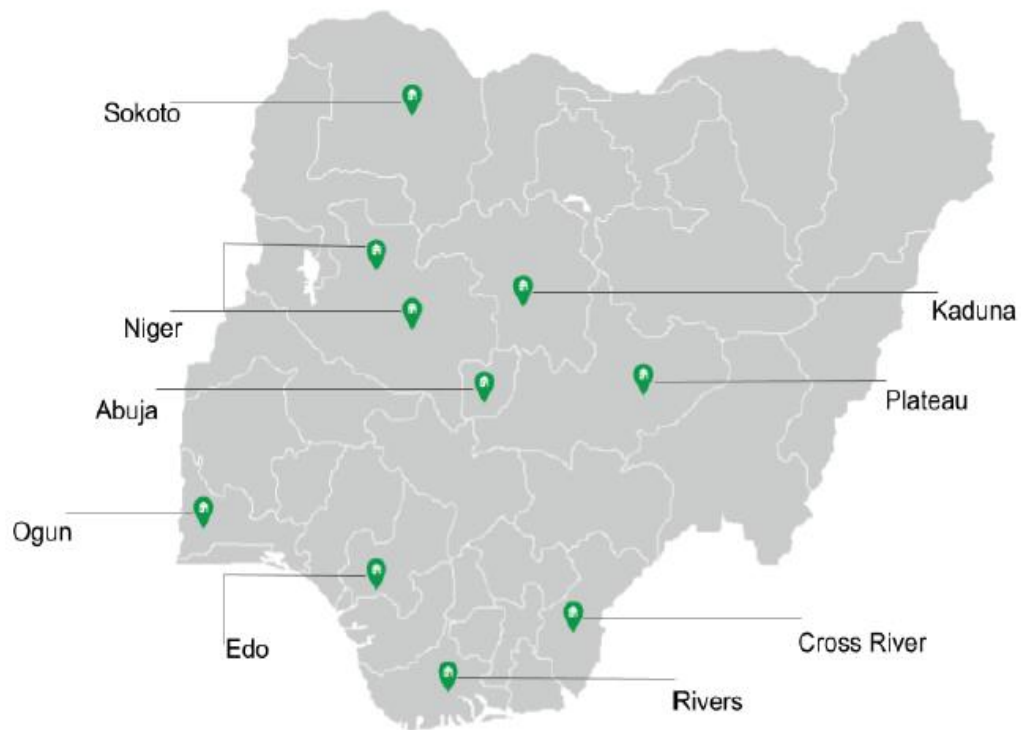 Sokoto
Niger
Kaduna
Abuja
Plateau
Ogun
Edo
Cross River
Rivers